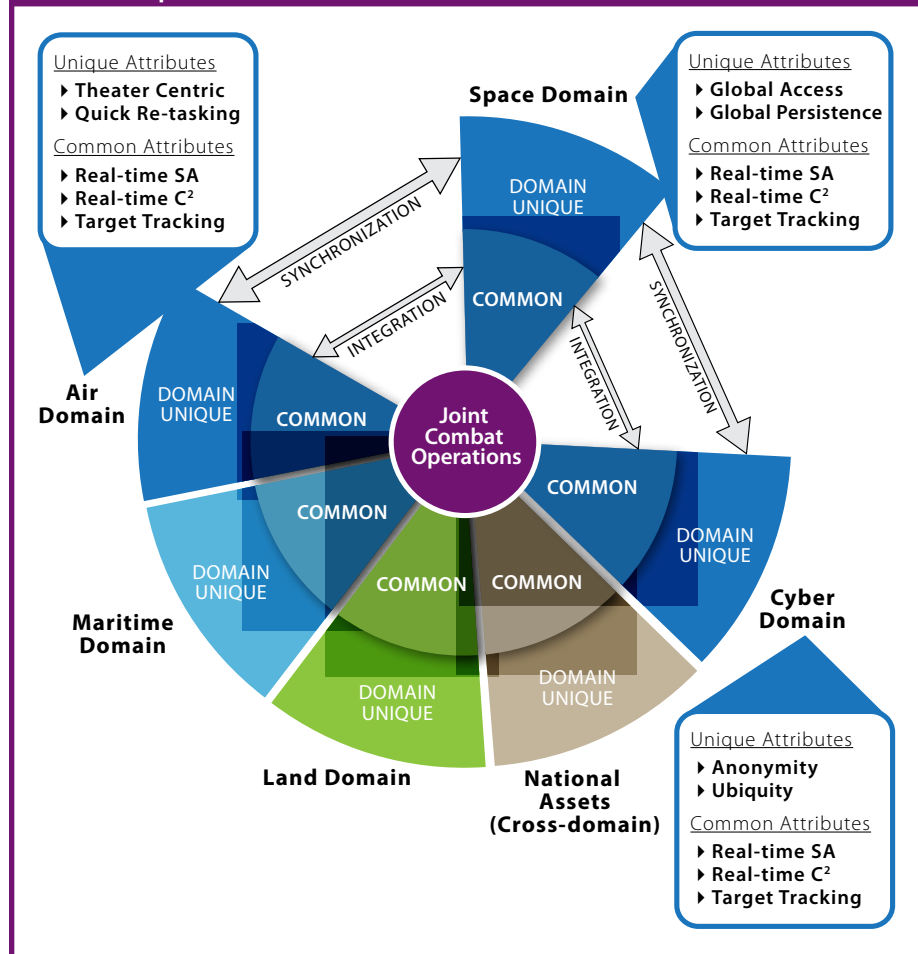 Unique Attributes
Theater Centric
Quick Re-tasking
Common Attributes
Real-time SA
Real-time C²
Target Tracking
Space Domain
Unique Attributes
Global Access
Global Persistence
Common Attributes
Real-time SA
Real-time C²
Target Tracking
DOMAIN
UNIQUE
COMMON
SYNCHRONIZATION
INTEGRATION
SYNCHRONIZATION
INTEGRATION
Air
Domain
DOMAIN
UNIQUE
COMMON
Joint
Combat
Operations
COMMON
DOMAIN
UNIQUE
Cyber
Domain
COMMON
DOMAIN
UNIQUE
Maritime
Domain
COMMON
DOMAIN
UNIQUE
Land Domain
COMMON
DOMAIN
UNIQUE
National
Assets
(Cross-domain)
Unique Attributes
Anonymity
Ubiquity
Common Attributes
Real-time SA
Real-time C²
Target Tracking